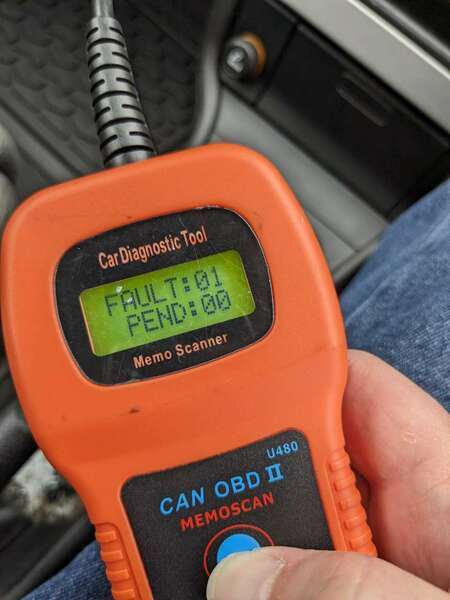 Car Diagnostic Tool
FAULT:01
PEND:00
Memo Scanner
U480
CAN OBD II
MEMOSCAN